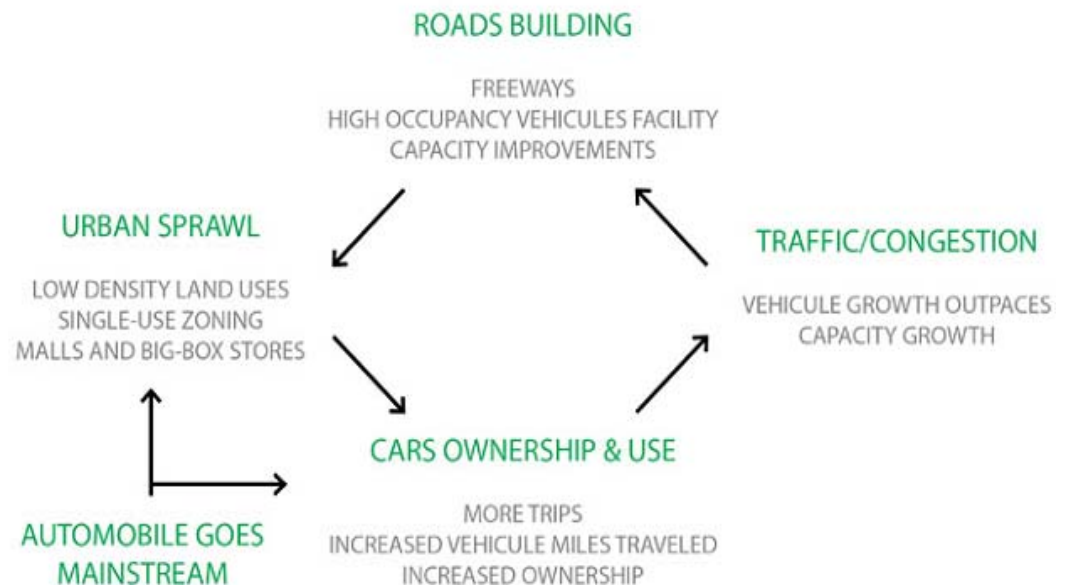 ROADS BUILDING
FREEWAYS
HIGH OCCUPANCY VEHICULES FACILITY
CAPACITY IMPROVEMENTS
URBAN SPRAWL
LOW DENSITY LAND USES
SINGLE-USE ZONING
MALLS AND BIG-BOX STORES
TRAFFIC/CONGESTION
VEHICULE GROWTH OUTPACES
CAPACITY GROWTH
CARS OWNERSHIP & USE
MORE TRIPS
INCREASED VEHICULE MILES TRAVELED
INCREASED OWNERSHIP
AUTOMOBILE GOES
MAINSTREAM